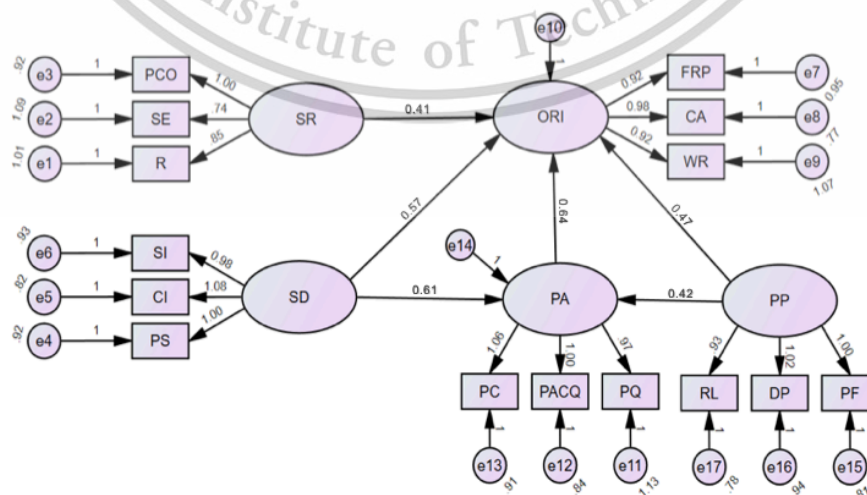 nstitute of Techn
e10
1
.92
e3
1
PCO
1.00
1.09
e2
1
SE
.74
1.01
e1
1
R
.85
SR
0.41
ORI
0.92
FRP
1
e7
0.95
0.98
CA
1
e8
.77
0.92
WR
1
e9
1.07
0.57
0.64
0.47
.93
e6
1
SI
0.98
.82
e5
1
CI
1.08
.92
e4
1
PS
1.00
SD
0.61
e14
1
PA
0.42
PP
1.06
1.00
.97
.93
1.02
1.00
PC
PACQ
PQ
RL
DP
PF
1
1
1
1
1
1
e13
e12
e11
e17
e16
e15
.91
.84
1.13
.78
.94